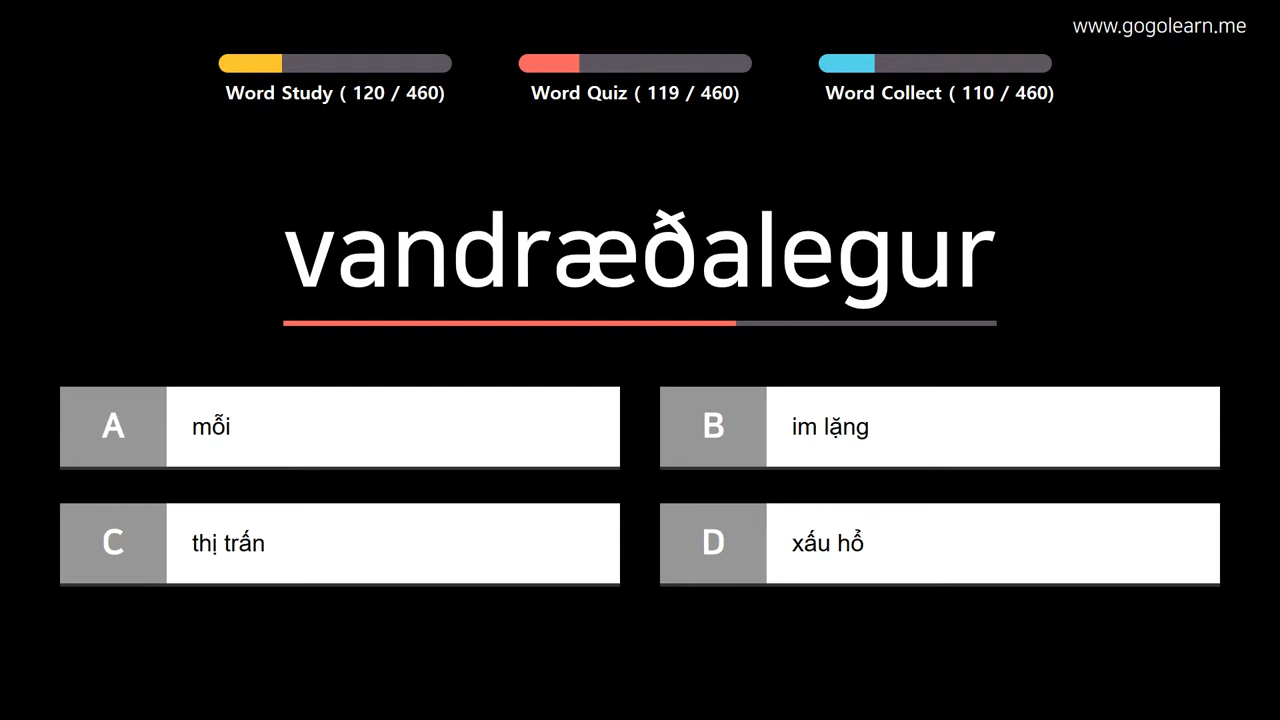 www.gogolearn.me
Word Study ( 120 / 460)
Word Quiz ( 119 / 460)
Word Collect ( 110 / 460)
vandræðalegur
A mỗi
B im lặng
C thị trấn
D xấu hổ